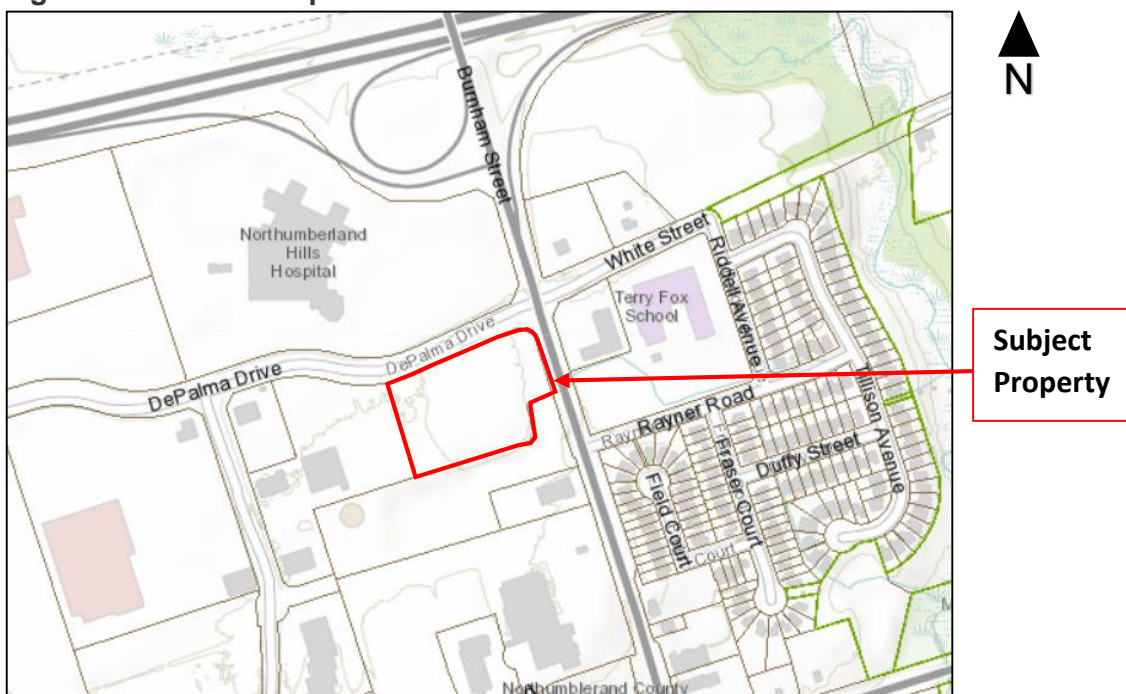 N
Burnham Street
White Street
Northumberland
Hills
Hospital
Terry Fox
School
Riddell Avenue
DePalma Drive
DePalma Drive
Subject
Property
Rayner Road
Tillison Avenue
Duffy Street
Fraser Court
Field Court
Court
Northumblerand County